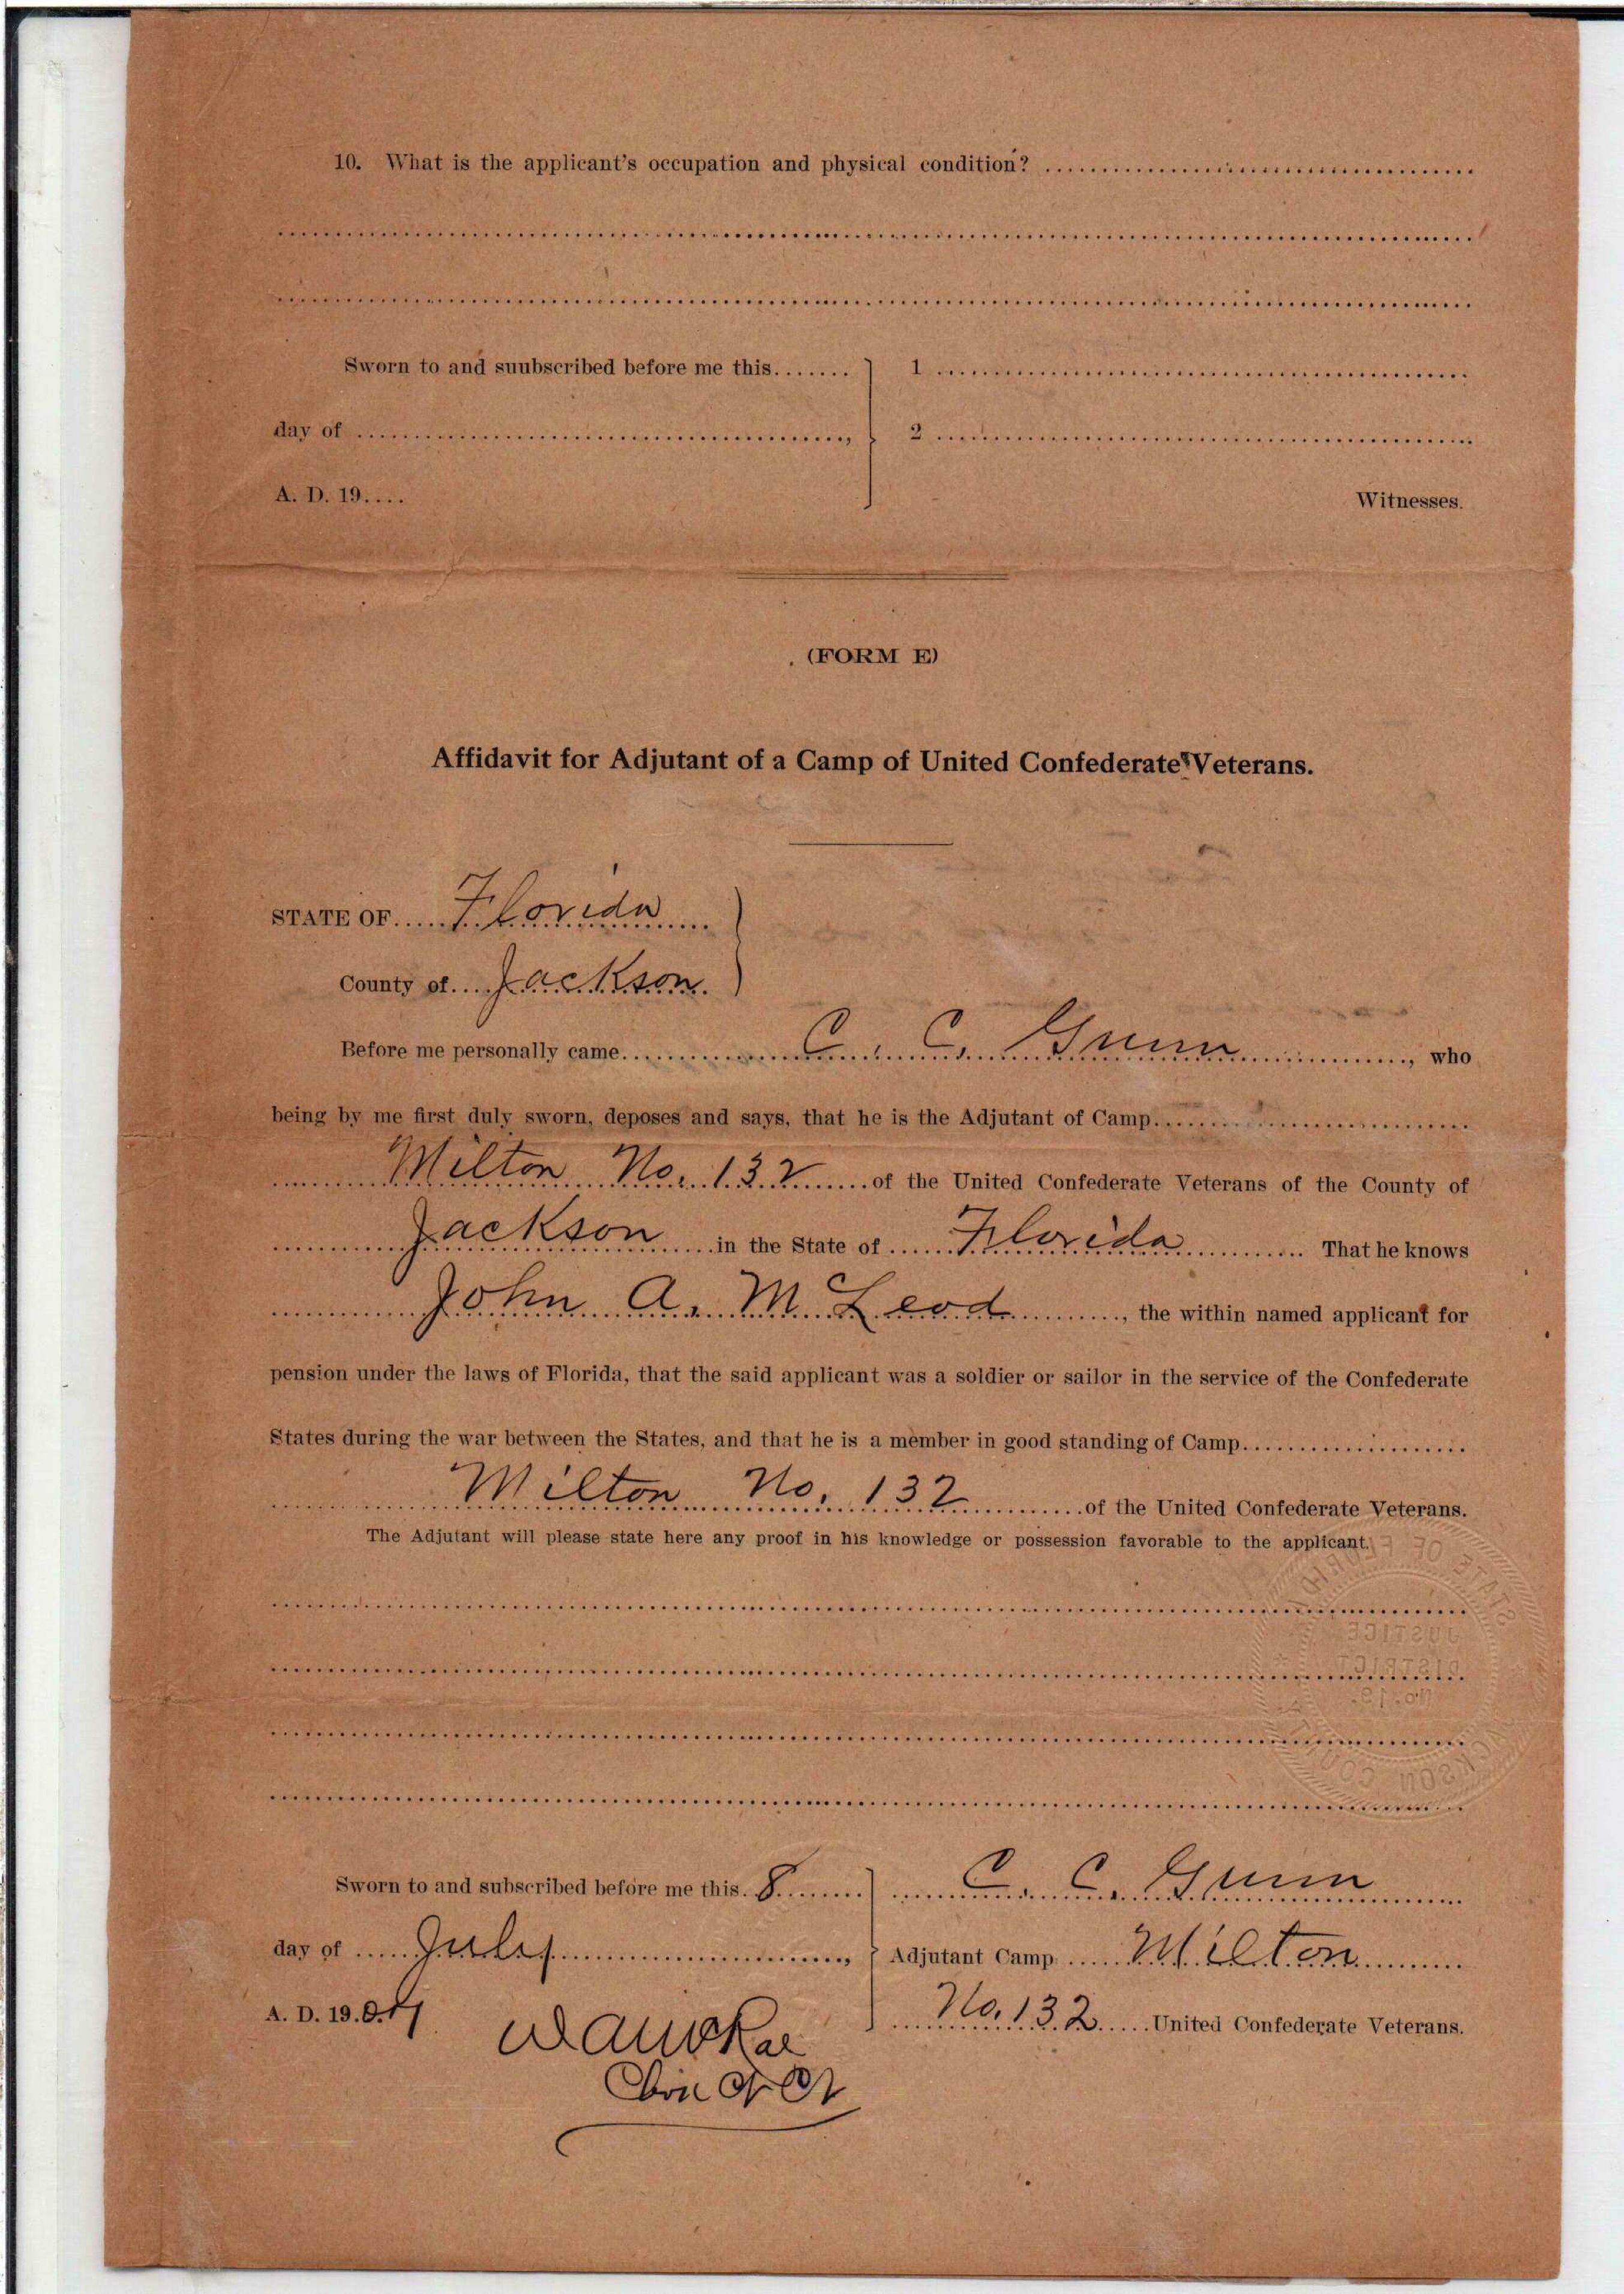 10. What is the applicant's occupation and physical condition?
Sworn to and suubscribed before me this....... 1
day of ......, 2
A. D. 19....
Witnesses.
(FORM E)
Affidavit for Adjutant of a Camp of United Confederate Veterans.
STATE OF Florida
County of Jackson.
Before me personally came C. C. Gunn, who
being by me first duly sworn, deposes and says, that he is the Adjutant of Camp
Milton No. 132 of the United Confederate Veterans of the County of
Jackson in the State of Florida That he knows
John A. McLeod, the within named applicant for
pension under the laws of Florida, that the said applicant was a soldier or sailor in the service of the Confederate
States during the war between the States, and that he is a member in good standing of Camp
Milton No. 132 of the United Confederate Veterans.
The Adjutant will please state here any proof in his knowledge or possession favorable to the applicant.
STATE OF FLORIDA
JUSTICE
DISTRICT
No. 19.
JACKSON COUNTY
Sworn to and subscribed before me this 8 C. C. Gunn
day of July, Adjutant Camp Milton
A. D. 19 No. 132 United Confederate Veterans.